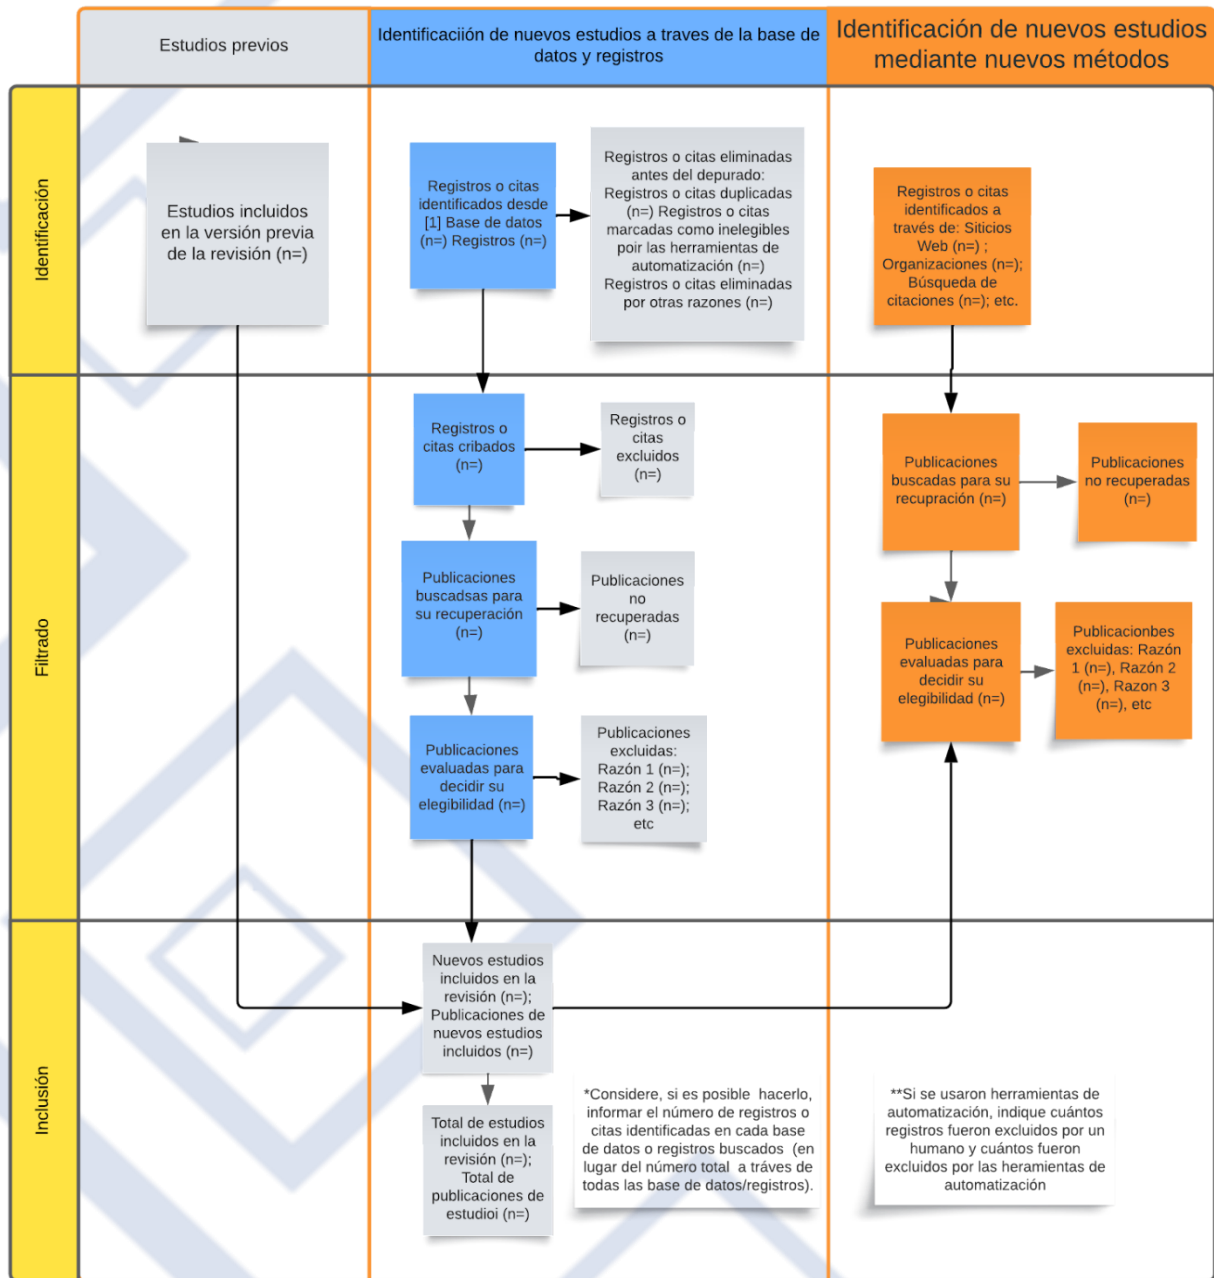 Estudios previos
Identificaciión de nuevos estudios a traves de la base de
datos y registros
Identificación de nuevos estudios
mediante nuevos métodos
Identificación
Estudios incluidos
en la versión previa
de la revisión (n=)
Registros o citas
identificados desde
[1] Base de datos
(n=) Registros (n=)
Registros o citas eliminadas
antes del depurado:
Registros o citas duplicadas
(n=) Registros o citas
marcadas como inelegibles
poir las herramientas de
automatización (n=)
Registros o citas eliminadas
por otras razones (n=)
Registros o citas
identificados a
través de: Siticios
Web (n=) ;
Organizaciones (n=);
Búsqueda de
citaciones (n=); etc.
Filtrado
Registros o
citas cribados
(n=)
Registros o
citas
excluidos
(n=)
Publicaciones
buscadsas para
su recuperación
(n=)
Publicaciones
no
recuperadas
(n=)
Publicaciones
evaluadas para
decidir su
elegibilidad (n=)
Publicaciones
excluidas:
Razón 1 (n=);
Razón 2 (n=);
Razón 3 (n=);
etc
Publicaciones
buscadas para su
recupración (n=)
Publicaciones
no recuperadas
(n=)
Publicaciones
evaluadas para
decidir su
elegibilidad (n=)
Publicacionbes
excluidas: Razón
1 (n=), Razón 2
(n=), Razon 3
(n=), etc
Inclusión
Nuevos estudios
incluidos en la
revisión (n=);
Publicaciones de
nuevos estudios
incluidos (n=)
Total de estudios
incluidos en la
revisión (n=);
Total de
publicaciones de
estudioi (n=)
*Considere, si es posible hacerlo,
informar el número de registros o
citas identificadas en cada base
de datos o registros buscados (en
lugar del número total a tráves de
todas las base de datos/registros).
**Si se usaron herramientas de
automatización, indique cuántos
registros fueron excluidos por un
humano y cuántos fueron
excluidos por las heramientas de
automatización